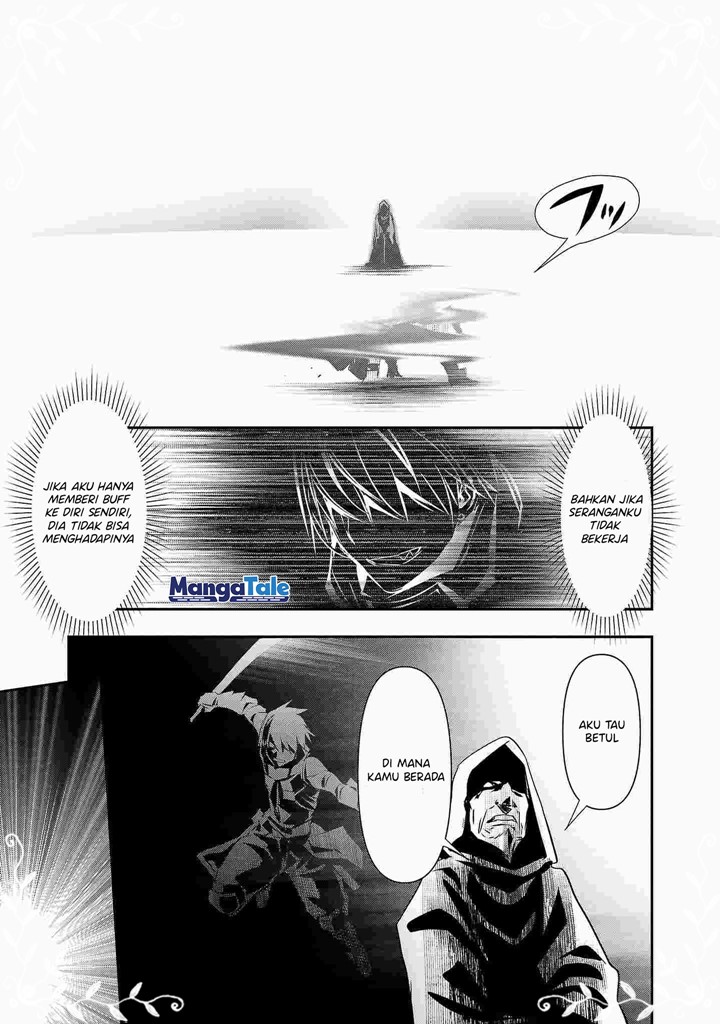 フッ
BAHKAN JIKA
SERANGANKU
TIDAK
BEKERJA
JIKA AKU HANYA
MEMBERI BUFF
KE DIRI SENDIRI,
DIA TIDAK BISA
MENGHADAPINYA
MangaTale
AKU TAU
BETUL
DI MANA
KAMU BERADA